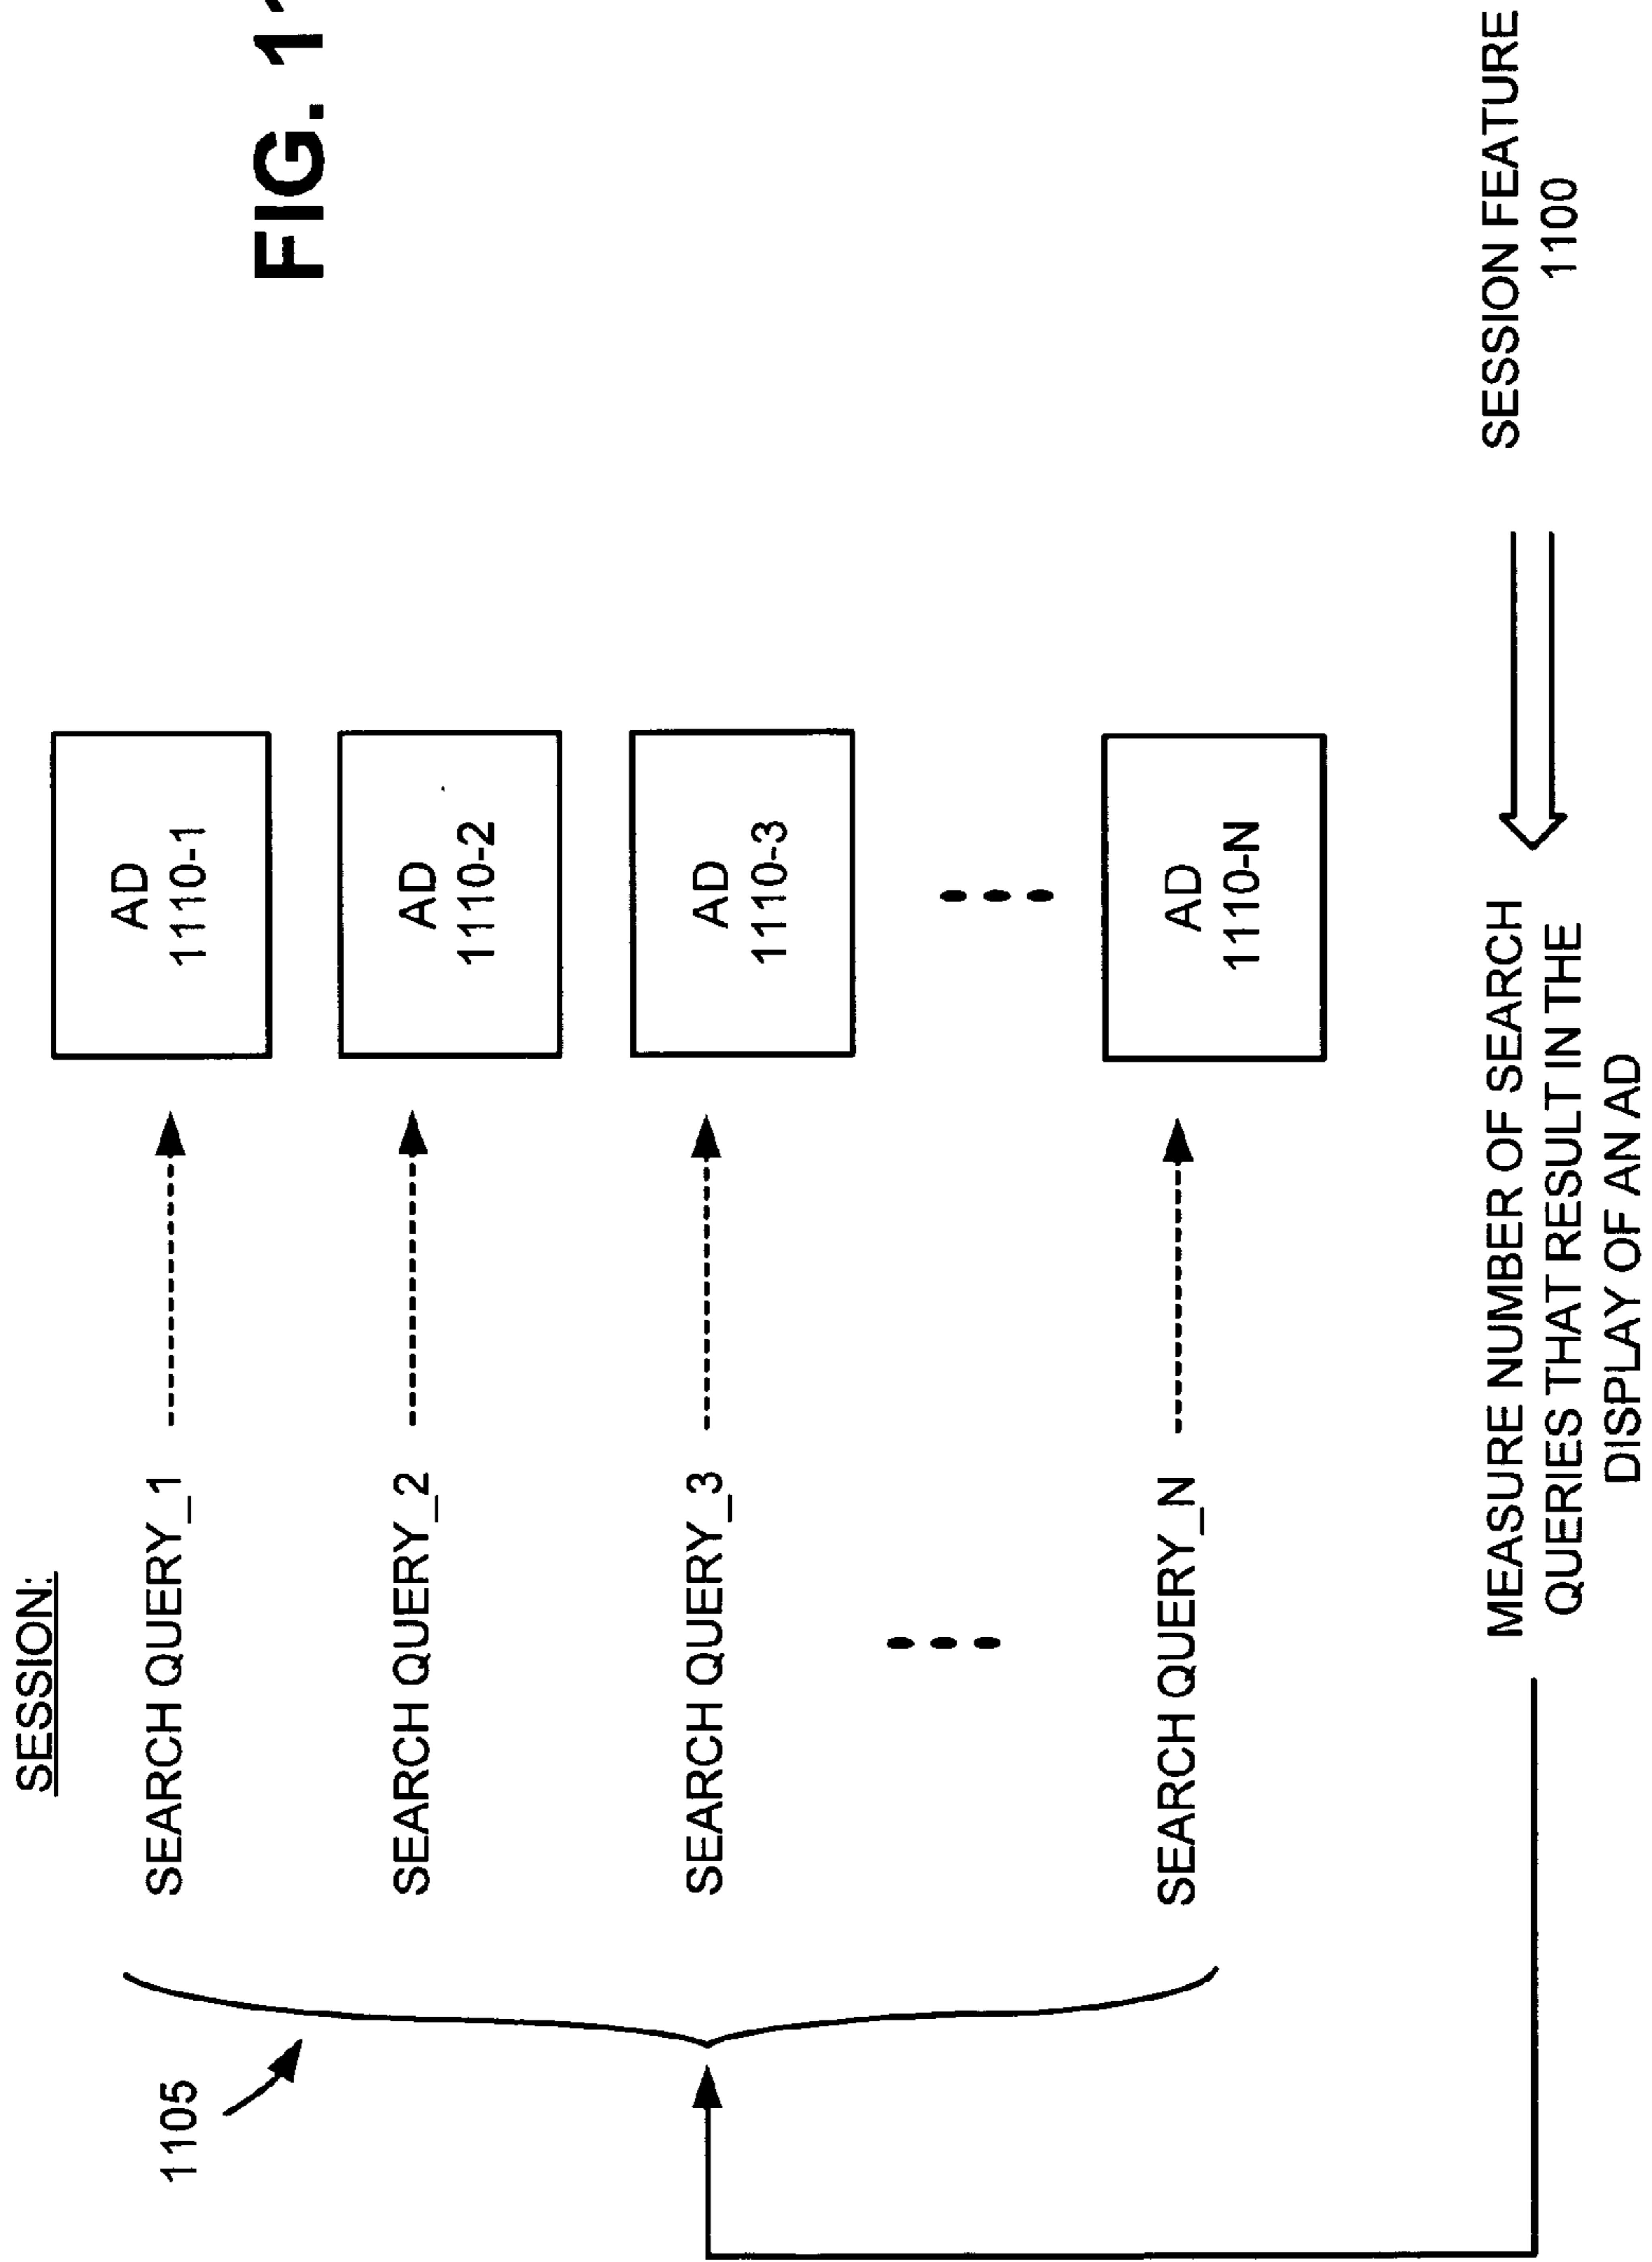 SESSION:
1105
SEARCH QUERY_1
AD
1110-1
SEARCH QUERY_2
AD
1110-2
SEARCH QUERY_3
AD
1110-3
SEARCH QUERY_N
AD
1110-N
MEASURE NUMBER OF SEARCH
QUERIES THAT RESULT IN THE
DISPLAY OF AN AD
SESSION FEATURE
1100
FIG. 11